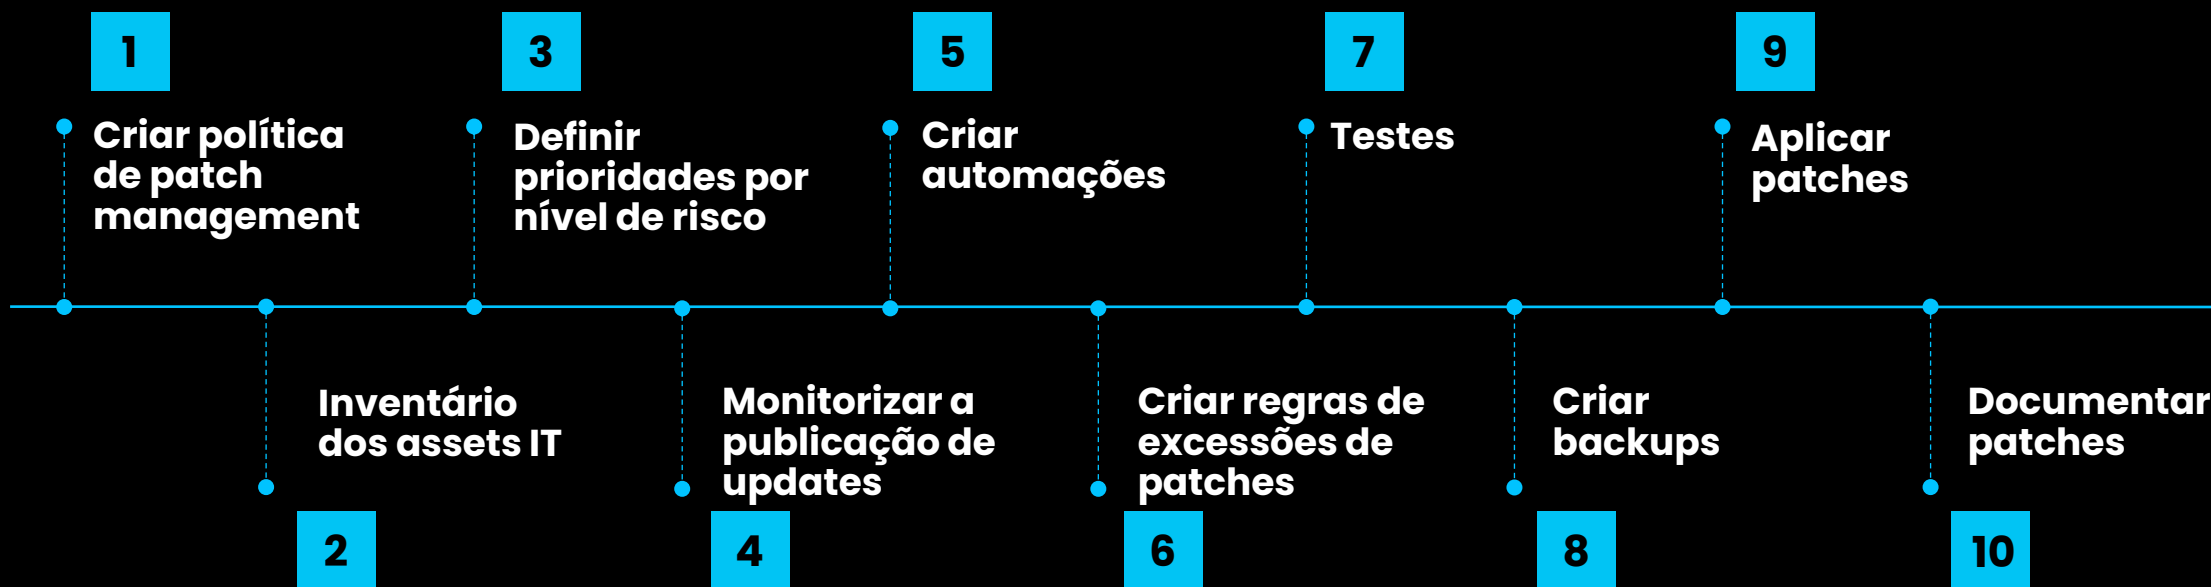 1
Criar política
de patch
management
2
Inventário
dos assets IT
3
Definir
prioridades por
nível de risco
4
Monitorizar a
publicação de
updates
5
Criar
automações
6
Criar regras de
excessões de
patches
7
Testes
8
Criar
backups
9
Aplicar
patches
10
Documentar
patches